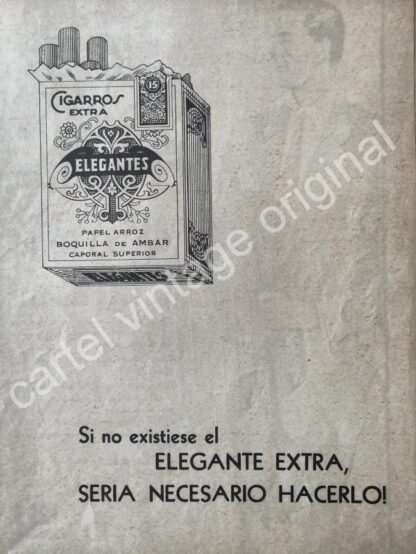 CIGARROS
EXTRA
15
ELEGANTES
PAPEL ARROZ
BOQUILLA DE AMBAR
CAPORAL SUPERIOR
ELEGANTES
cartel vintage original
Si no existiese el
ELEGANTE EXTRA,
SERIA NECESARIO HACERLO!